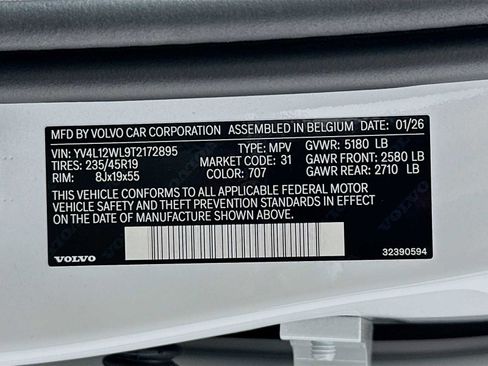 MFD BY VOLVO CAR CORPORATION ASSEMBLED IN BELGIUM DATE: 01/26
VIN: YV4L12WL9T2172895 TYPE: MPV GVWR: 5180 LB
TIRES: 235/45R19 MARKET CODE: 31 GAWR FRONT: 2580 LB
RIM: 8Jx19x55 COLOR: 707 GAWR REAR: 2710 LB
THIS VEHICLE CONFORMS TO ALL APPLICABLE FEDERAL MOTOR
VEHICLE SAFETY AND THEFT PREVENTION STANDARDS IN EFFECT
ON THE DATE OF MANUFACTURE SHOWN ABOVE.
VOLVO 32390594